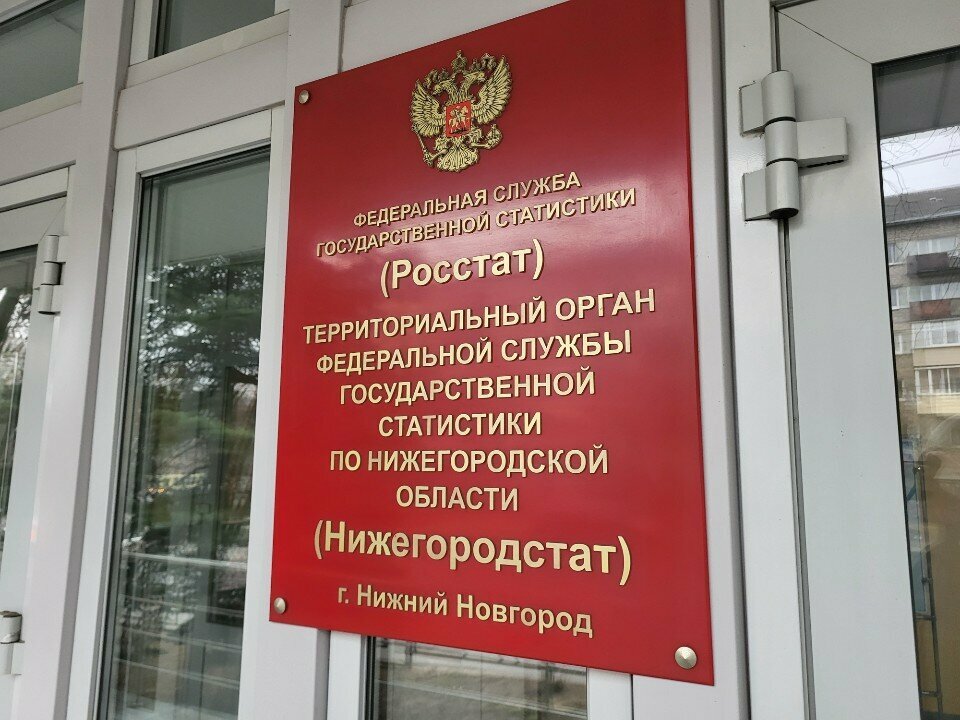 ФЕДЕРАЛЬНАЯ СЛУЖБА
ГОСУДАРСТВЕННОЙ СТАТИСТИКИ
(Росстат)
ТЕРРИТОРИАЛЬНЫЙ ОРГАН
ФЕДЕРАЛЬНОЙ СЛУЖБЫ
ГОСУДАРСТВЕННОЙ
СТАТИСТИКИ
ПО НИЖЕГОРОДСКОЙ
ОБЛАСТИ
(Нижегородстат)
г. Нижний Новгород